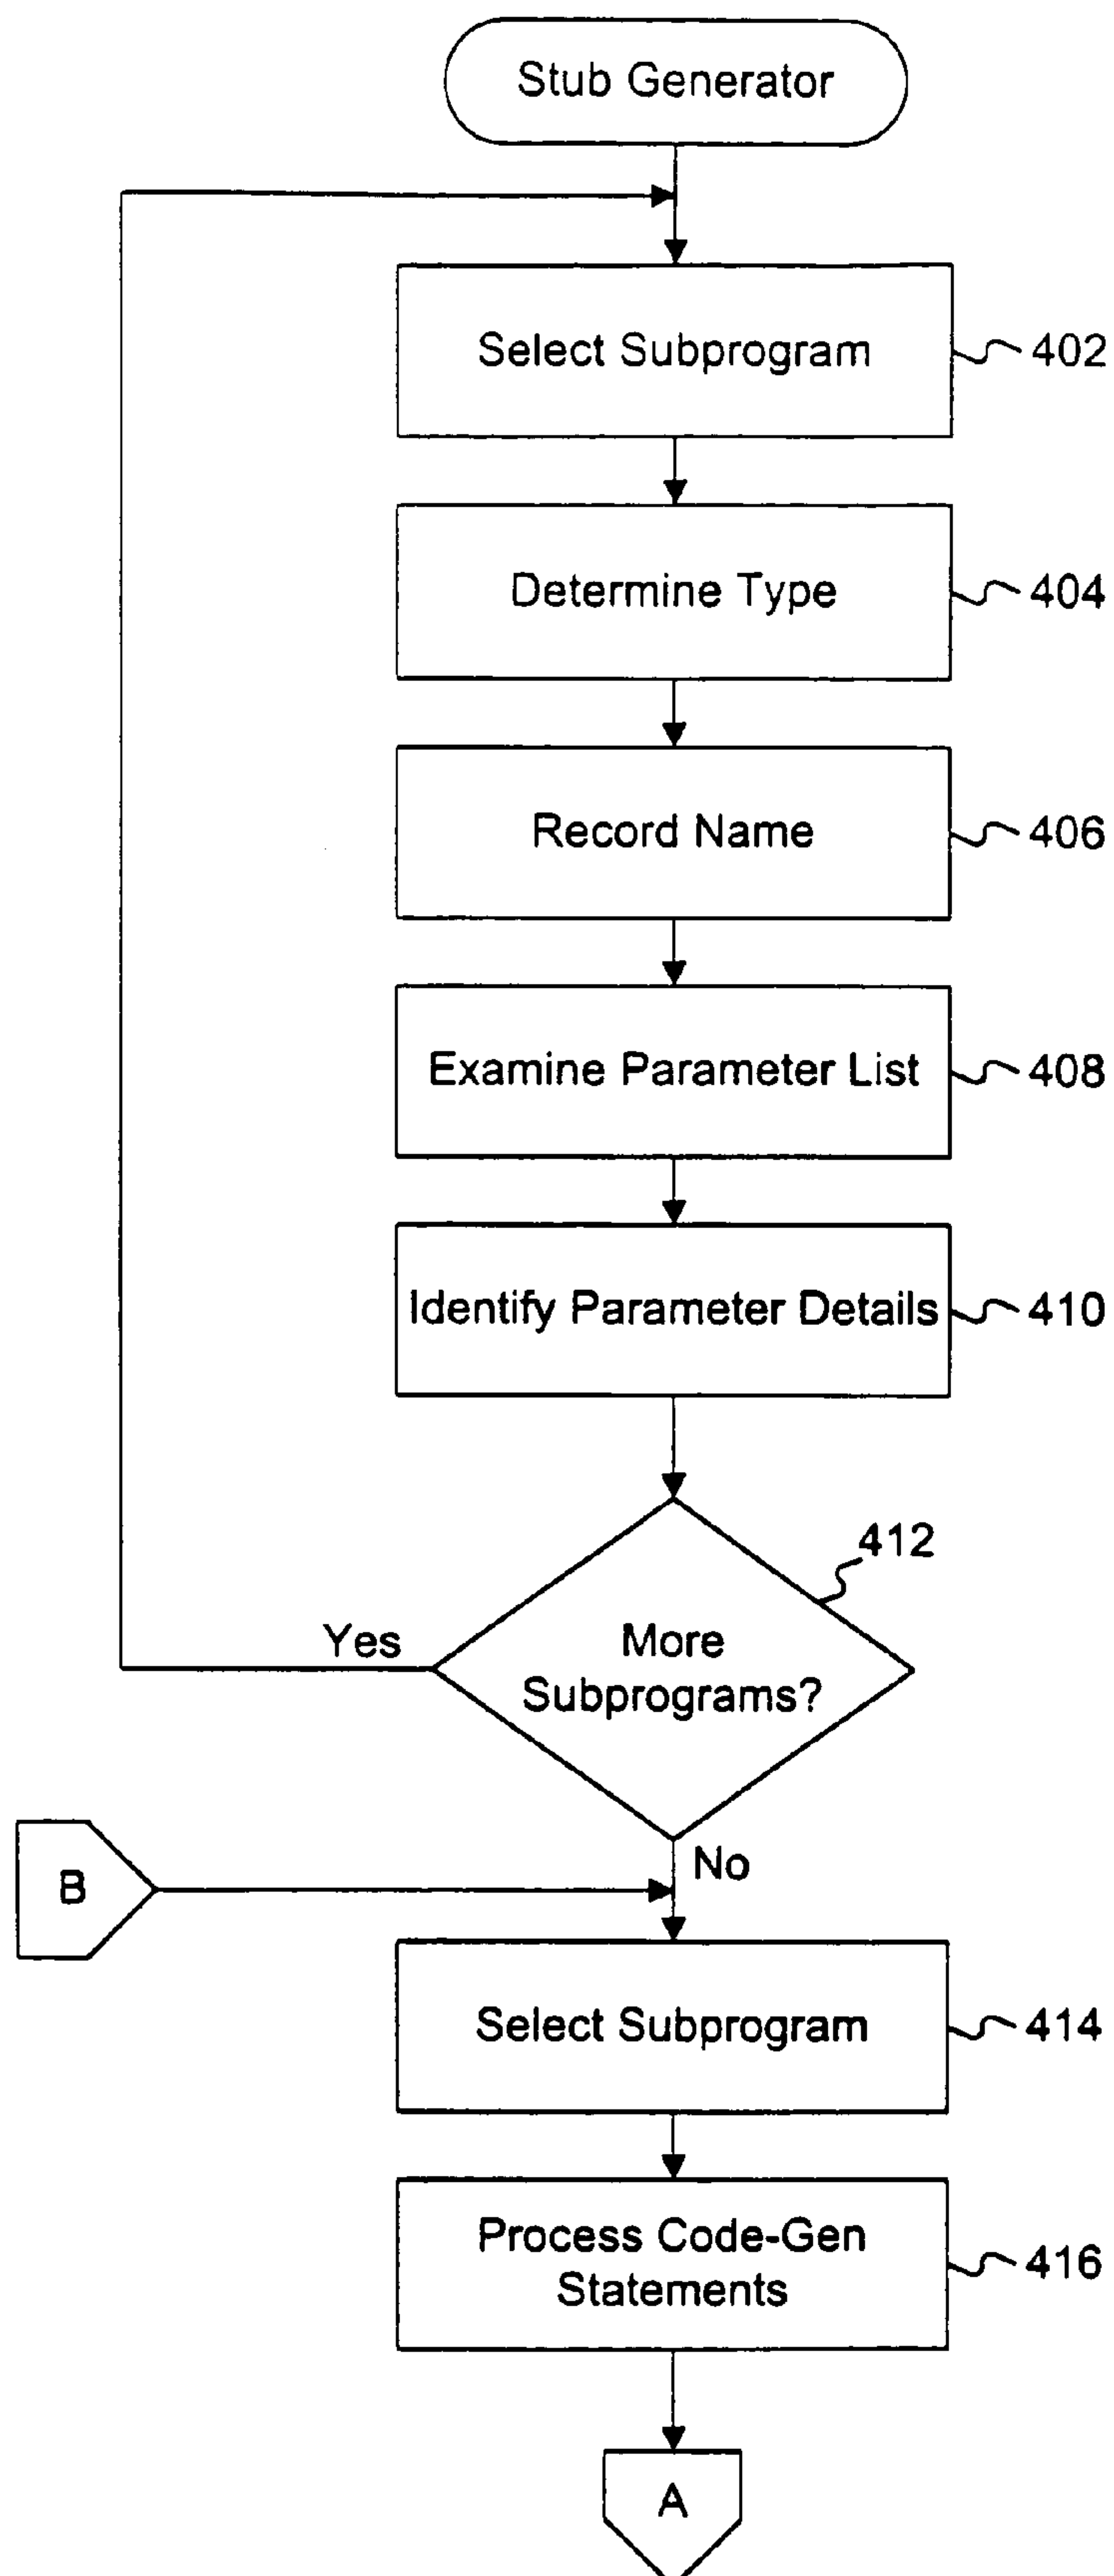 Stub Generator
Select Subprogram
402
Determine Type
404
Record Name
406
Examine Parameter List
408
Identify Parameter Details
410
412
More
Subprograms?
Yes
No
B
Select Subprogram
414
Process Code-Gen
Statements
416
A